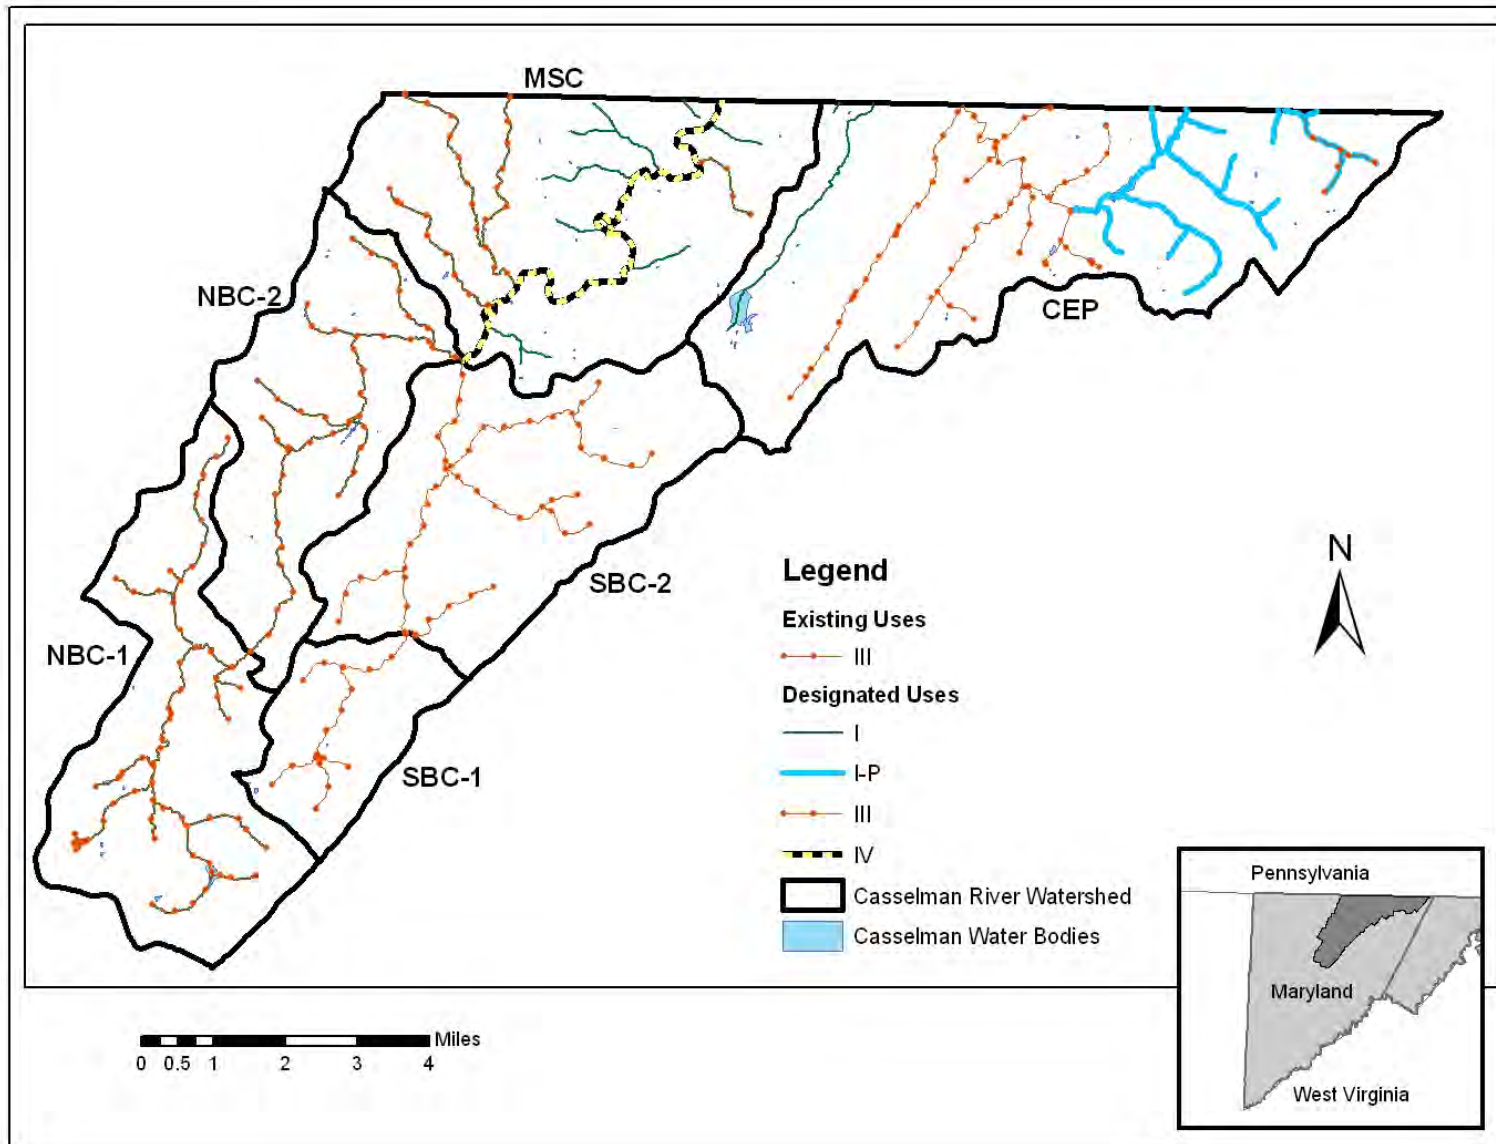 MSC
NBC-2
CEP
SBC-2
NBC-1
SBC-1
N
Legend
Existing Uses
III
Designated Uses
I
I-P
III
IV
Casselman River Watershed
Casselman Water Bodies
Pennsylvania
Maryland
West Virginia
Miles
0 0.5 1 2 3 4